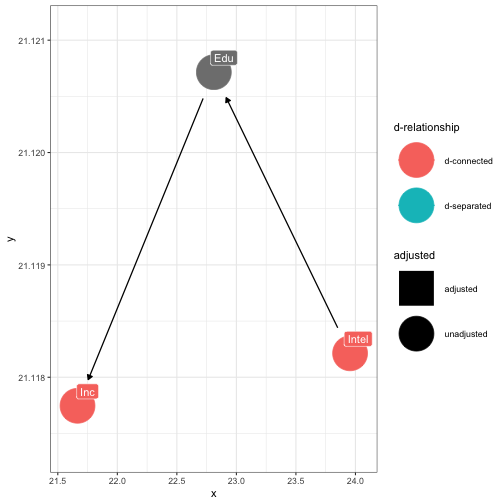 21.121
21.120
21.119
21.118
y
Edu
Intel
Inc
21.5 22.0 22.5 23.0 23.5 24.0
x
d-relationship
d-connected
d-separated
adjusted
adjusted
unadjusted